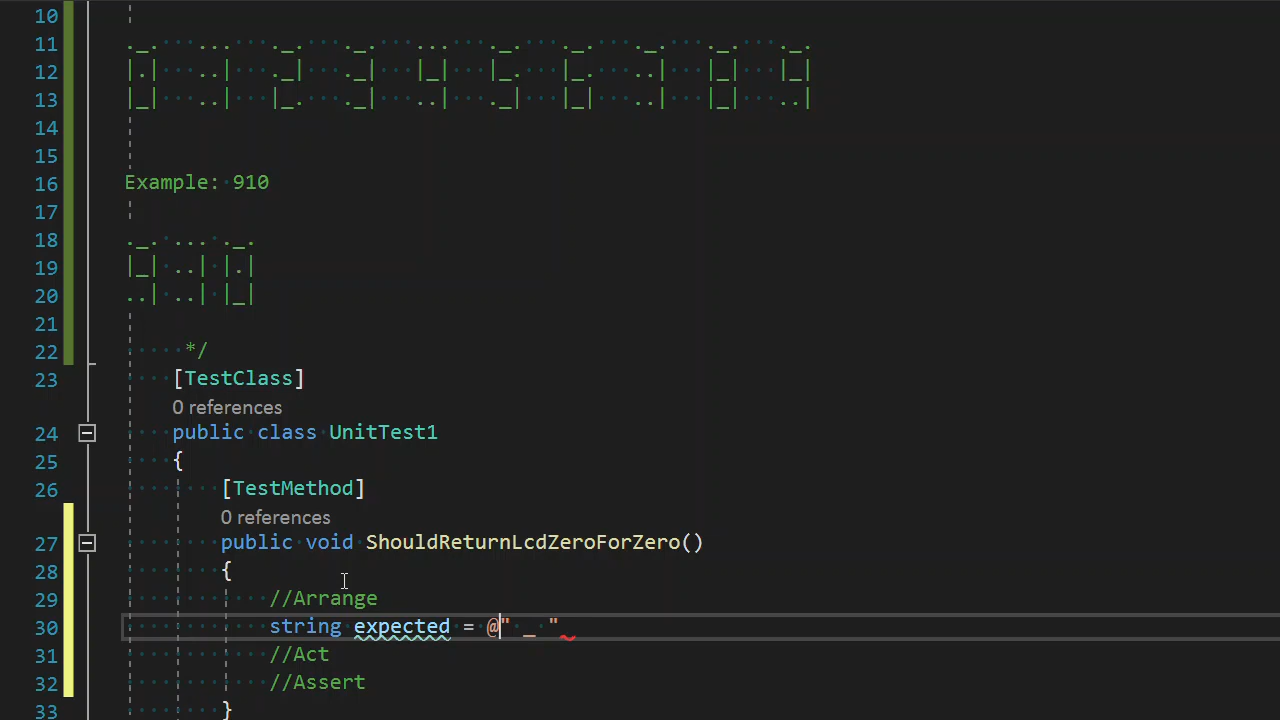 10
11 ._.   ...   ._.   ._.   ...   ._.   ._.   ._.   ._.   ._.
12 |.|   ..|   ._|   ._|   |_|   |_.   |_.   ..|   |_|   |_|
13 |_|   ..|   |_.   ._|   ..|   ._|   |_|   ..|   |_|   ..|
14
15
16 Example: 910
17
18 ._. ... ._.
19 |_| ..| |.|
20 ..| ..| |_|
21
22 */
23 [TestClass]
0 references
24 public class UnitTest1
25 {
26 [TestMethod]
0 references
27 public void ShouldReturnLcdZeroForZero()
28 {
29 //Arrange
30 string expected = @" _ "
31 //Act
32 //Assert
33 }